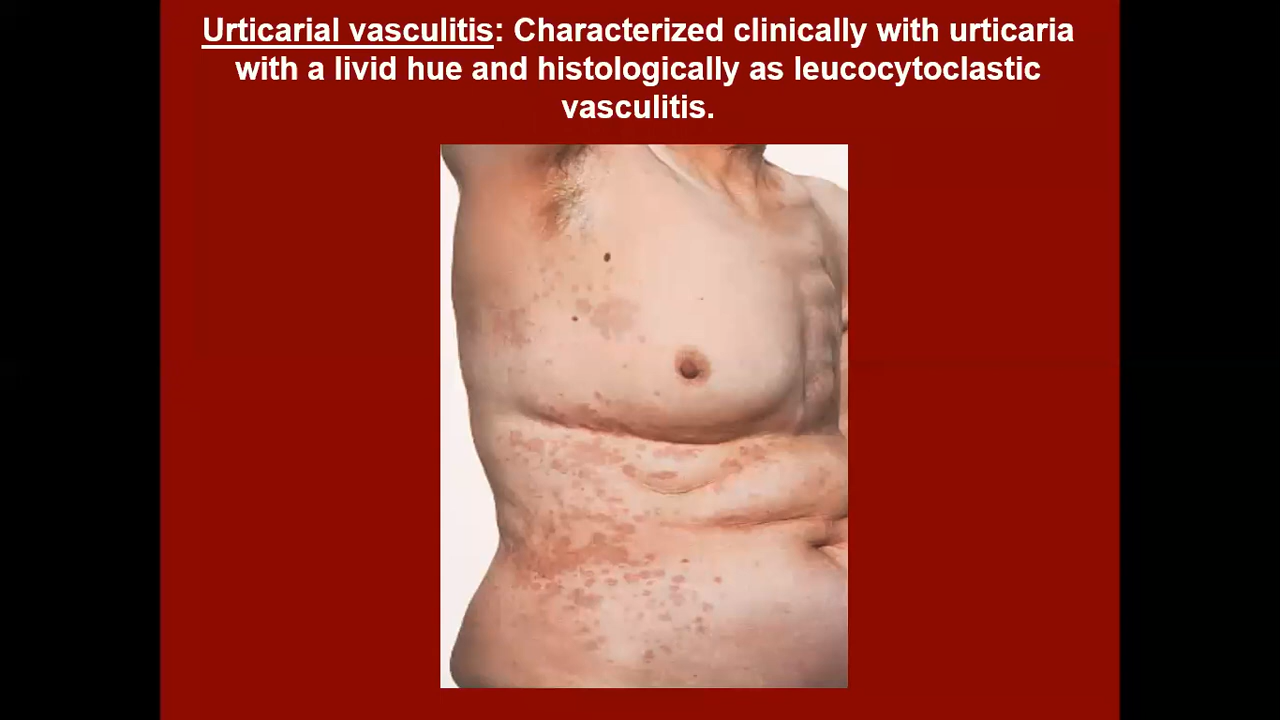 Urticarial vasculitis: Characterized clinically with urticaria
with a livid hue and histologically as leucocytoclastic
vasculitis.